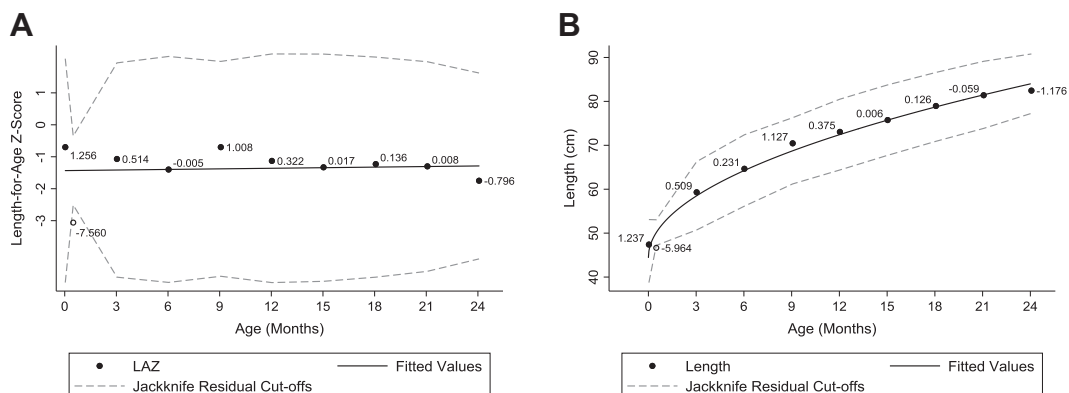 A
Length-for-Age Z-Score
1
0
-1
-2
-3
1.256
0.514
-0.005
1.008
0.322
0.017
0.136
0.008
-0.796
-7.560
0 3 6 9 12 15 18 21 24
Age (Months)
LAZ Fitted Values
Jackknife Residual Cut-offs
B
Length (cm)
90
80
70
60
50
40
1.237
-5.964
0.509
0.231
1.127
0.375
0.006
0.126
-0.059
-1.176
0 3 6 9 12 15 18 21 24
Age (Months)
Length Fitted Values
Jackknife Residual Cut-offs